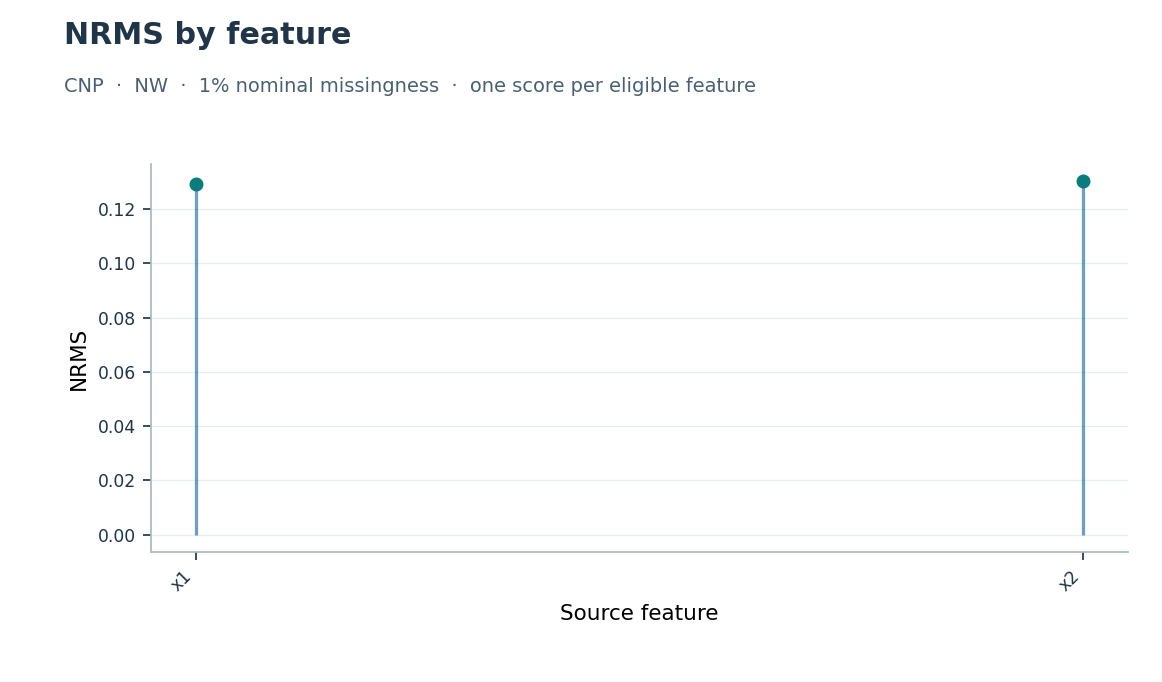 NRMS by feature
CNP · NW · 1% nominal missingness · one score per eligible feature
0.12
0.10
0.08
0.06
0.04
0.02
0.00
NRMS
x1
x2
Source feature